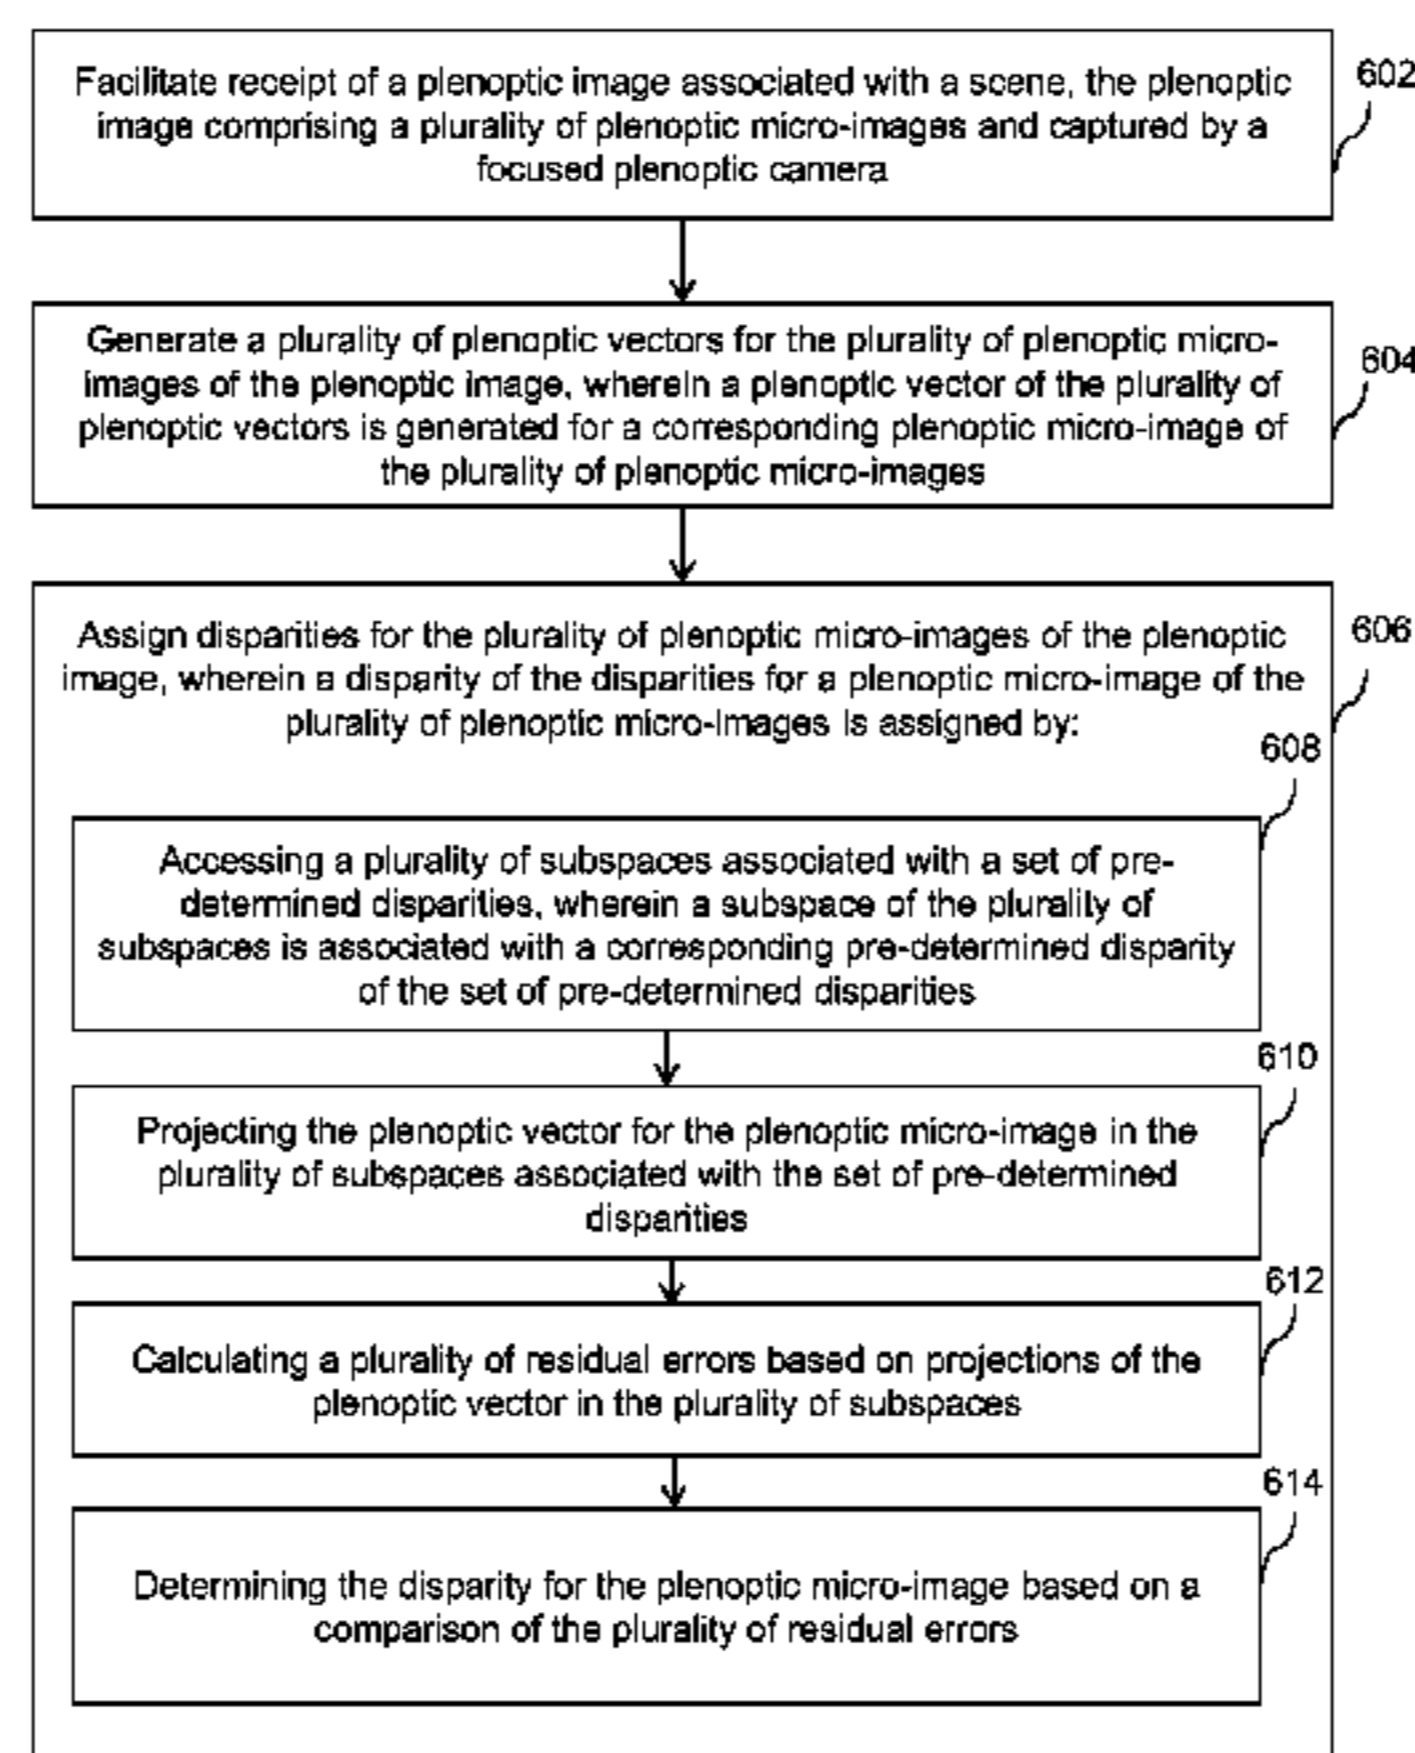 Facilitate receipt of a plenoptic image associated with a scene, the plenoptic
image comprising a plurality of plenoptic micro-images and captured by a
focused plenoptic camera
602
Generate a plurality of plenoptic vectors for the plurality of plenoptic micro-
images of the plenoptic image, wherein a plenoptic vector of the plurality of
plenoptic vectors is generated for a corresponding plenoptic micro-image of
the plurality of plenoptic micro-images
604
Assign disparities for the plurality of plenoptic micro-images of the plenoptic
image, wherein a disparity of the disparities for a plenoptic micro-image of the
plurality of plenoptic micro-images is assigned by:
606
608
Accessing a plurality of subspaces associated with a set of pre-
determined disparities, wherein a subspace of the plurality of
subspaces is associated with a corresponding pre-determined disparity
of the set of pre-determined disparities
610
Projecting the plenoptic vector for the plenoptic micro-image in the
plurality of subspaces associated with the set of pre-determined
disparities
612
Calculating a plurality of residual errors based on projections of the
plenoptic vector in the plurality of subspaces
614
Determining the disparity for the plenoptic micro-image based on a
comparison of the plurality of residual errors